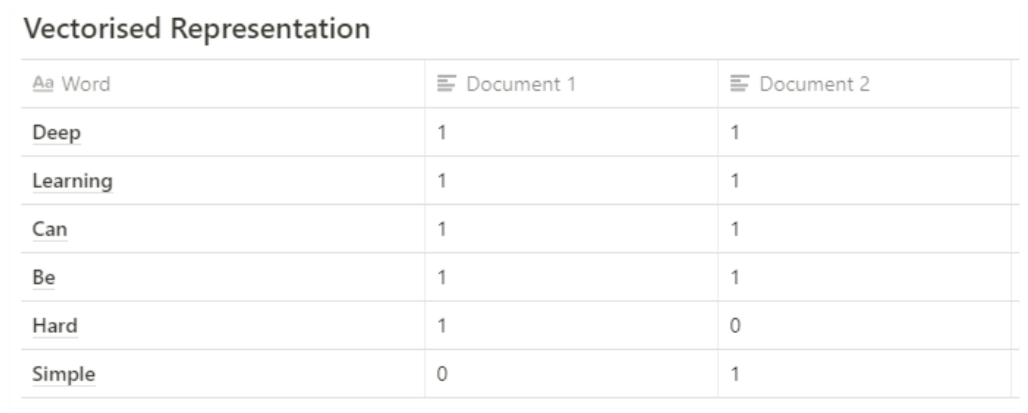 Vectorised Representation
Aa Word Document 1 Document 2
Deep 1 1
Learning 1 1
Can 1 1
Be 1 1
Hard 1 0
Simple 0 1